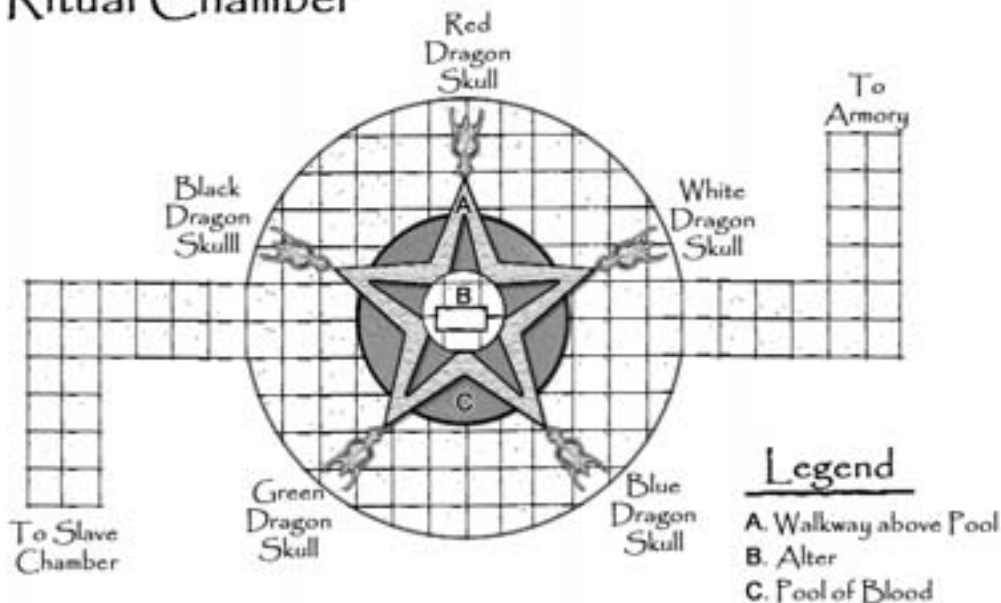 Ritual Chamber
Red
Dragon
Skull
To
Armory
Black
Dragon
Skulll
White
Dragon
Skull
A
B
C
Green
Dragon
Skull
Blue
Dragon
Skull
To Slave
Chamber
Legend
A. Walkway above Pool
B. Alter
C. Pool of Blood